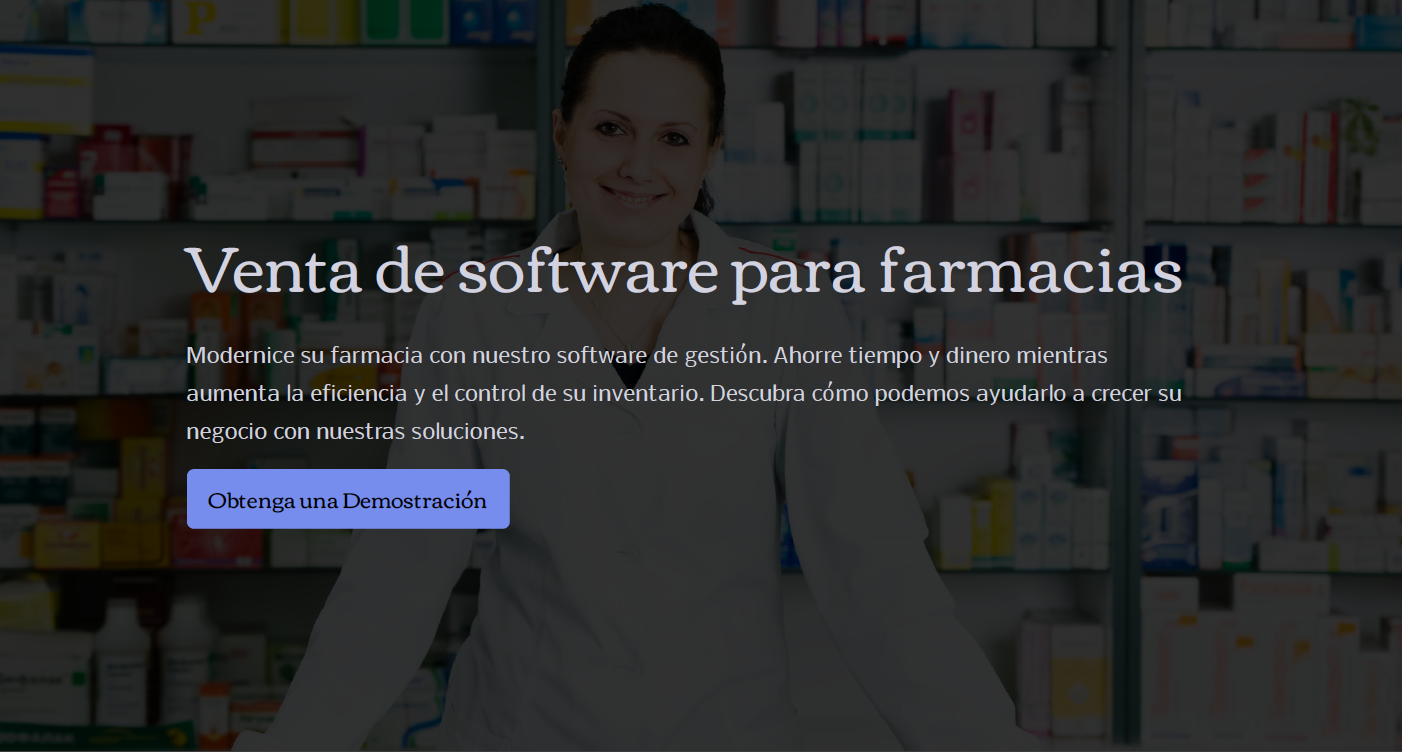 Venta de software para farmacias
Modernice su farmacia con nuestro software de gestión. Ahorre tiempo y dinero mientras
aumenta la eficiencia y el control de su inventario. Descubra cómo podemos ayudarlo a crecer su
negocio con nuestras soluciones.
Obtenga una Demostración